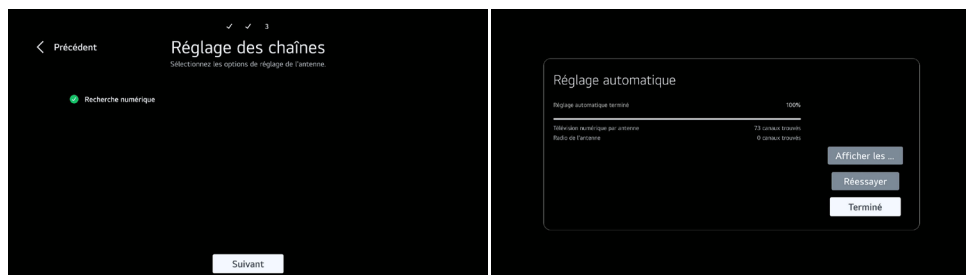 3
Précédent
Réglage des chaînes
Sélectionnez les options de réglage de l'antenne.
Recherche numérique
Suivant
Réglage automatique
Réglage automatique terminé 100%
Télévision numérique par antenne 73 canaux trouvés
Radio de l'antenne 0 canaux trouvés
Afficher les ...
Réessayer
Terminé